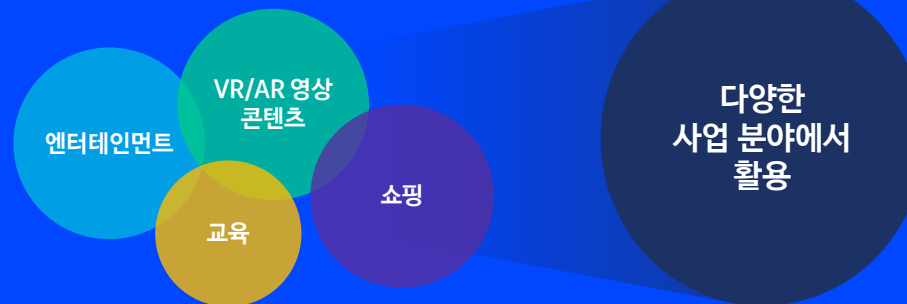 엔터테인먼트
VR/AR 영상
콘텐츠
교육
쇼핑
다양한
사업 분야에서
활용